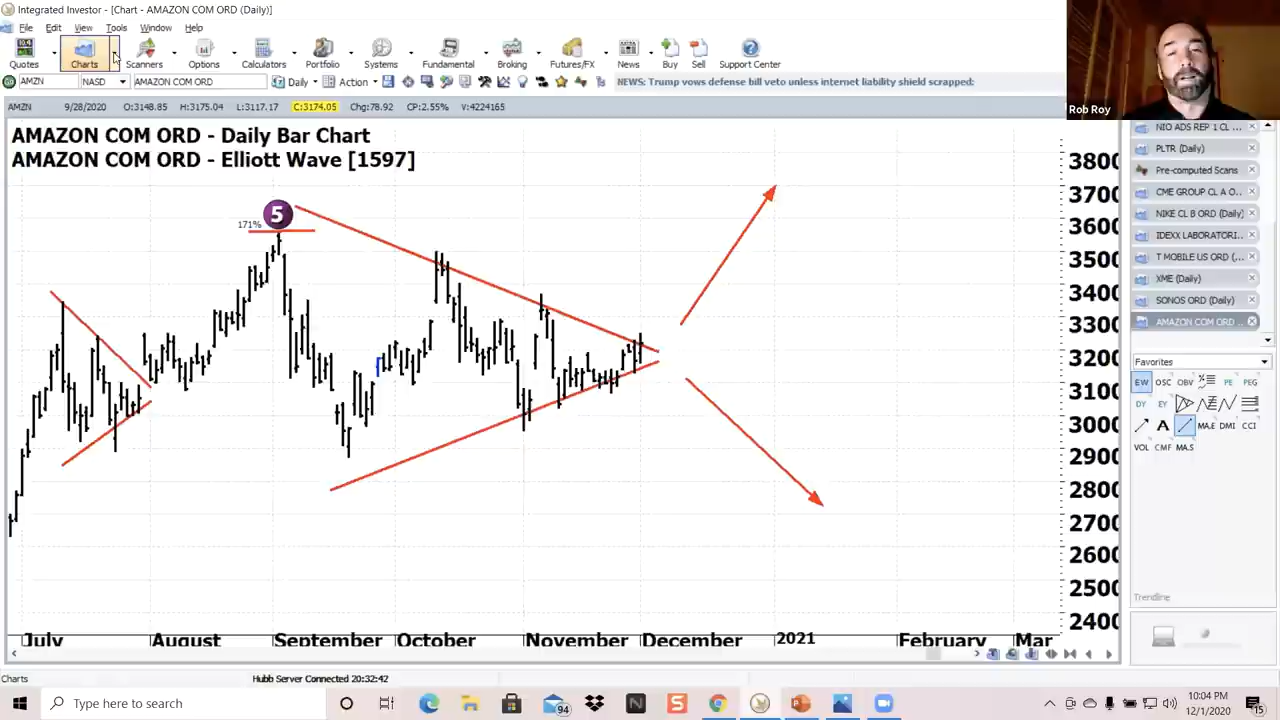 Integrated Investor - [Chart - AMAZON COM ORD (Daily)]
File Edit View Tools Window Help
Quotes Charts Scanners Options Calculators Portfolio Systems Fundamental Broking Futures/FX News Buy Sell Support Center
AMZN NASD AMAZON COM ORD Daily Action NEWS: Trump vows defense bill veto unless internet liability shield scrapped:
AMZN 9/28/2020 O:3148.85 H:3175.04 L:3117.17 C:3174.05 Chg:78.92 CP:2.55% V:4224165
Rob Roy
AMAZON COM ORD - Daily Bar Chart
AMAZON COM ORD - Elliott Wave [1597]
171%
5
3800
3700
3600
3500
3400
3300
3200
3100
3000
2900
2800
2700
2600
2500
2400
July August September October November December 2021 February Mar
NIO ADS REP 1 CL ...
PLTR (Daily)
Pre-computed Scans
CME GROUP CL A O...
NIKE CL B ORD (Daily)
IDEXX LABORATORI...
T MOBILE US ORD (...
XME (Daily)
SONOS ORD (Daily)
AMAZON COM ORD ...
Favorites
EW OSC OBV PE PEG
DY EY
A MA.E DMI CCI
VOL CMF MA.S
Trendline
Charts Hubb Server Connected 20:32:42
Type here to search
94
N
S
10:04 PM
12/1/2020
15